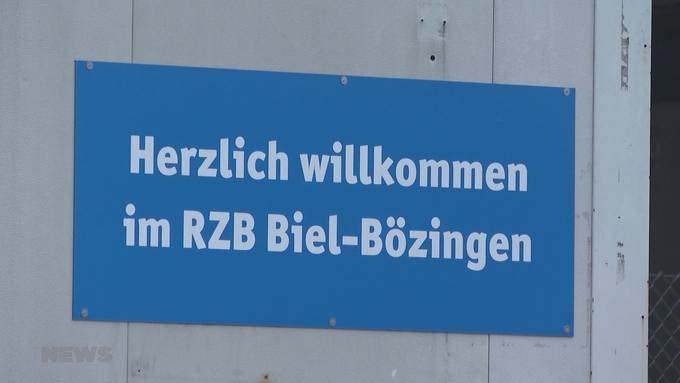 Herzlich willkommen
im RZB Biel-Bözingen
NEWS